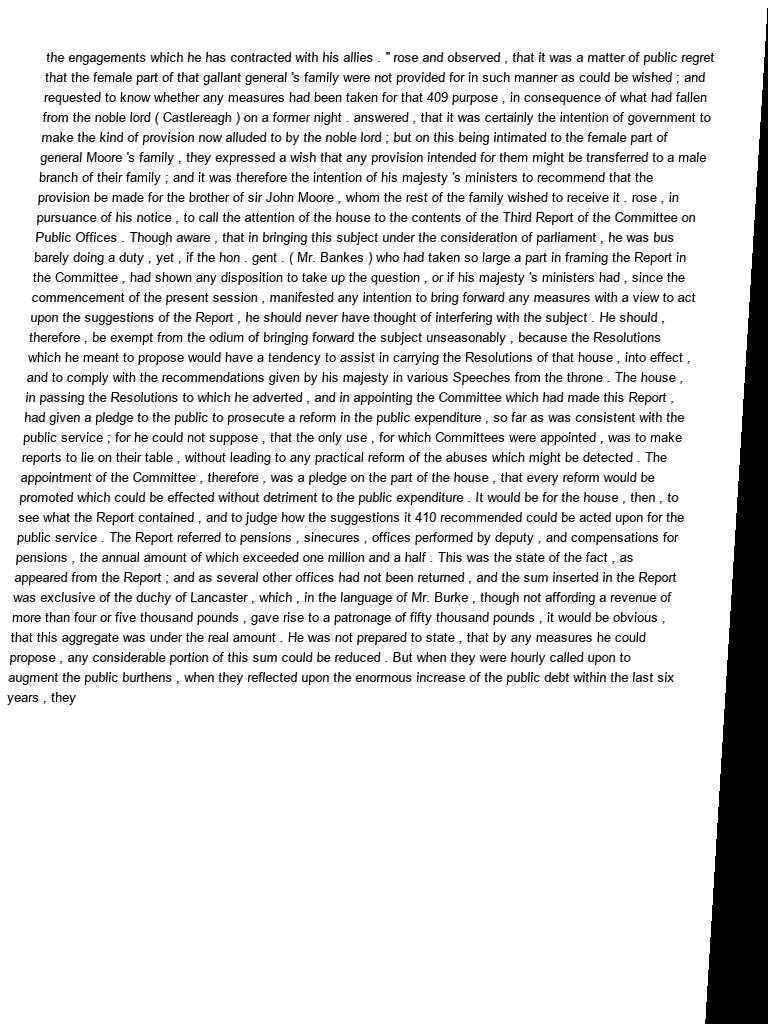 the engagements which he has contracted with his allies . " rose and observed , that it was a matter of public regret
that the female part of that gallant general 's family were not provided for in such manner as could be wished ; and
requested to know whether any measures had been taken for that 409 purpose , in consequence of what had fallen
from the noble lord ( Castlereagh ) on a former night . answered , that it was certainly the intention of government to
make the kind of provision now alluded to by the noble lord ; but on this being intimated to the female part of
general Moore 's family , they expressed a wish that any provision intended for them might be transferred to a male
branch of their family ; and it was therefore the intention of his majesty 's ministers to recommend that the
provision be made for the brother of sir John Moore , whom the rest of the family wished to receive it . rose , in
pursuance of his notice , to call the attention of the house to the contents of the Third Report of the Committee on
Public Offices . Though aware , that in bringing this subject under the consideration of parliament , he was bus
barely doing a duty , yet , if the hon . gent . ( Mr. Bankes ) who had taken so large a part in framing the Report in
the Committee , had shown any disposition to take up the question , or if his majesty 's ministers had , since the
commencement of the present session , manifested any intention to bring forward any measures with a view to act
upon the suggestions of the Report , he should never have thought of interfering with the subject . He should ,
therefore , be exempt from the odium of bringing forward the subject unseasonably , because the Resolutions
which he meant to propose would have a tendency to assist in carrying the Resolutions of that house , into effect ,
and to comply with the recommendations given by his majesty in various Speeches from the throne . The house ,
in passing the Resolutions to which he adverted , and in appointing the Committee which had made this Report ,
had given a pledge to the public to prosecute a reform in the public expenditure , so far as was consistent with the
public service ; for he could not suppose , that the only use , for which Committees were appointed , was to make
reports to lie on their table , without leading to any practical reform of the abuses which might be detected . The
appointment of the Committee , therefore , was a pledge on the part of the house , that every reform would be
promoted which could be effected without detriment to the public expenditure . It would be for the house , then , to
see what the Report contained , and to judge how the suggestions it 410 recommended could be acted upon for the
public service . The Report referred to pensions , sinecures , offices performed by deputy , and compensations for
pensions , the annual amount of which exceeded one million and a half . This was the state of the fact , as
appeared from the Report ; and as several other offices had not been returned , and the sum inserted in the Report
was exclusive of the duchy of Lancaster , which , in the language of Mr. Burke , though not affording a revenue of
more than four or five thousand pounds , gave rise to a patronage of fifty thousand pounds , it would be obvious ,
that this aggregate was under the real amount . He was not prepared to state , that by any measures he could
propose , any considerable portion of this sum could be reduced . But when they were hourly called upon to
augment the public burthens , when they reflected upon the enormous increase of the public debt within the last six
years , they